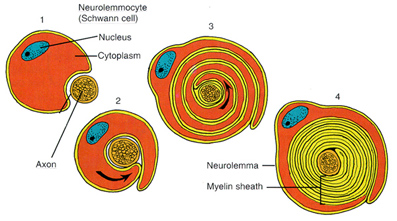 Neurolemmocyte
(Schwann cell)
1
Nucleus
Cytoplasm
Axon
2
3
4
Neurolemma
Myelin sheath